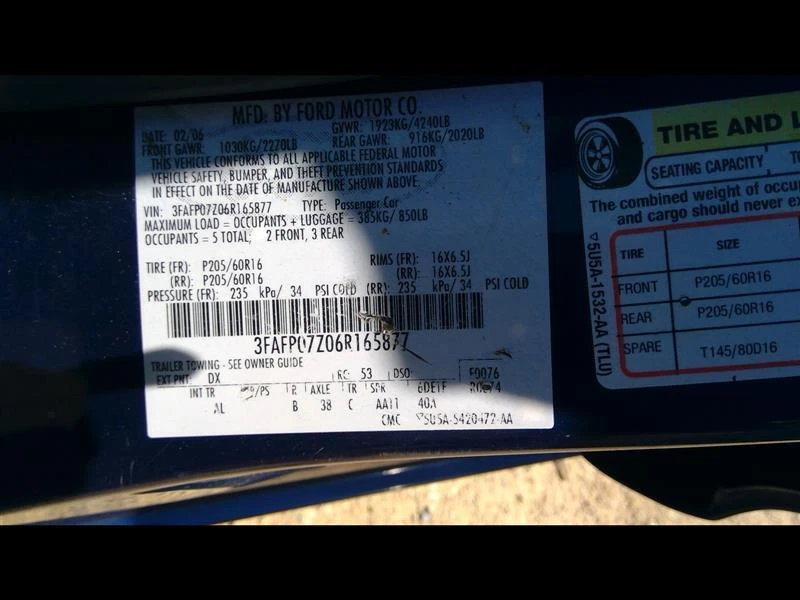 MFD. BY FORD MOTOR CO.
DATE: 02/06 GVWR: 1923KG/4240LB
FRONT GAWR: 1030KG/2270LB REAR GAWR: 916KG/2020LB
THIS VEHICLE CONFORMS TO ALL APPLICABLE FEDERAL MOTOR
VEHICLE SAFETY, BUMPER, AND THEFT PREVENTION STANDARDS
IN EFFECT ON THE DATE OF MANUFACTURE SHOWN ABOVE.
VIN: 3FAFP07Z06R165877 TYPE: Passenger Car
MAXIMUM LOAD = OCCUPANTS + LUGGAGE = 385KG/ 850LB
OCCUPANTS = 5 TOTAL; 2 FRONT, 3 REAR
TIRE (FR): P205/60R16 RIMS (FR): 16X6.5J
(RR): P205/60R16 (RR): 16X6.5J
PRESSURE (FR): 235 kPa/ 34 PSI COLD (RR): 235 kPa/ 34 PSI COLD
3FAFP07Z06R165877
TRAILER TOWING - SEE OWNER GUIDE
EXT PNT: DX RC: 53 DSO: F0076
INT TR TP/PS R AXLE TR SPR
AL B 38 C AA11
CMC ▽5U5A-5420472-AA
TIRE AND L
SEATING CAPACITY TO
The combined weight of occu
and cargo should never ex
TIRE SIZE
FRONT P205/60R16
REAR P205/60R16
SPARE T145/80D16
▽5U5A-1532-AA (TLU)